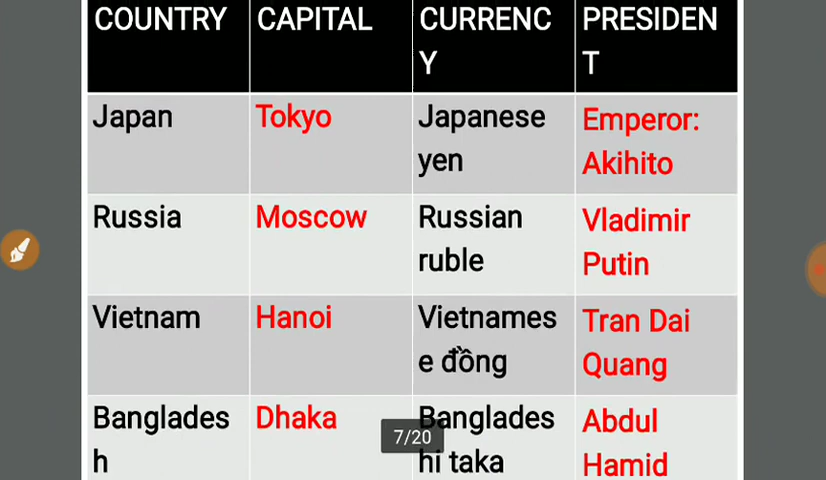 COUNTRY CAPITAL CURRENC PRESIDEN
Y T
Japan Tokyo Japanese Emperor:
yen Akihito
Russia Moscow Russian Vladimir
ruble Putin
Vietnam Hanoi Vietnames Tran Dai
e đồng Quang
Banglades Dhaka Banglades Abdul
h 7/20 hi taka Hamid